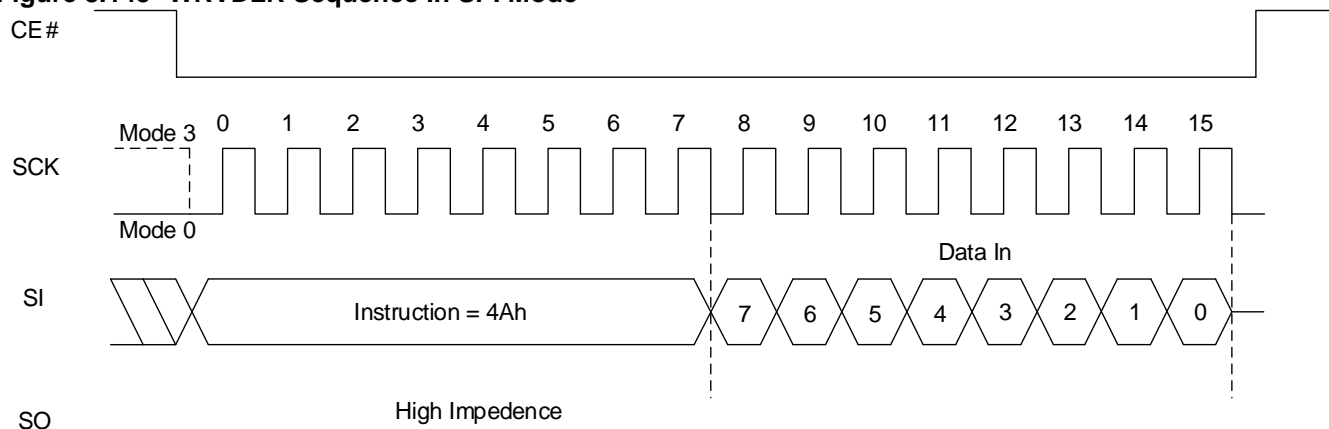 CE#
Mode 3 0 1 2 3 4 5 6 7 8 9 10 11 12 13 14 15
SCK
Mode 0
Data In
SI Instruction = 4Ah 7 6 5 4 3 2 1 0
High Impedence
SO